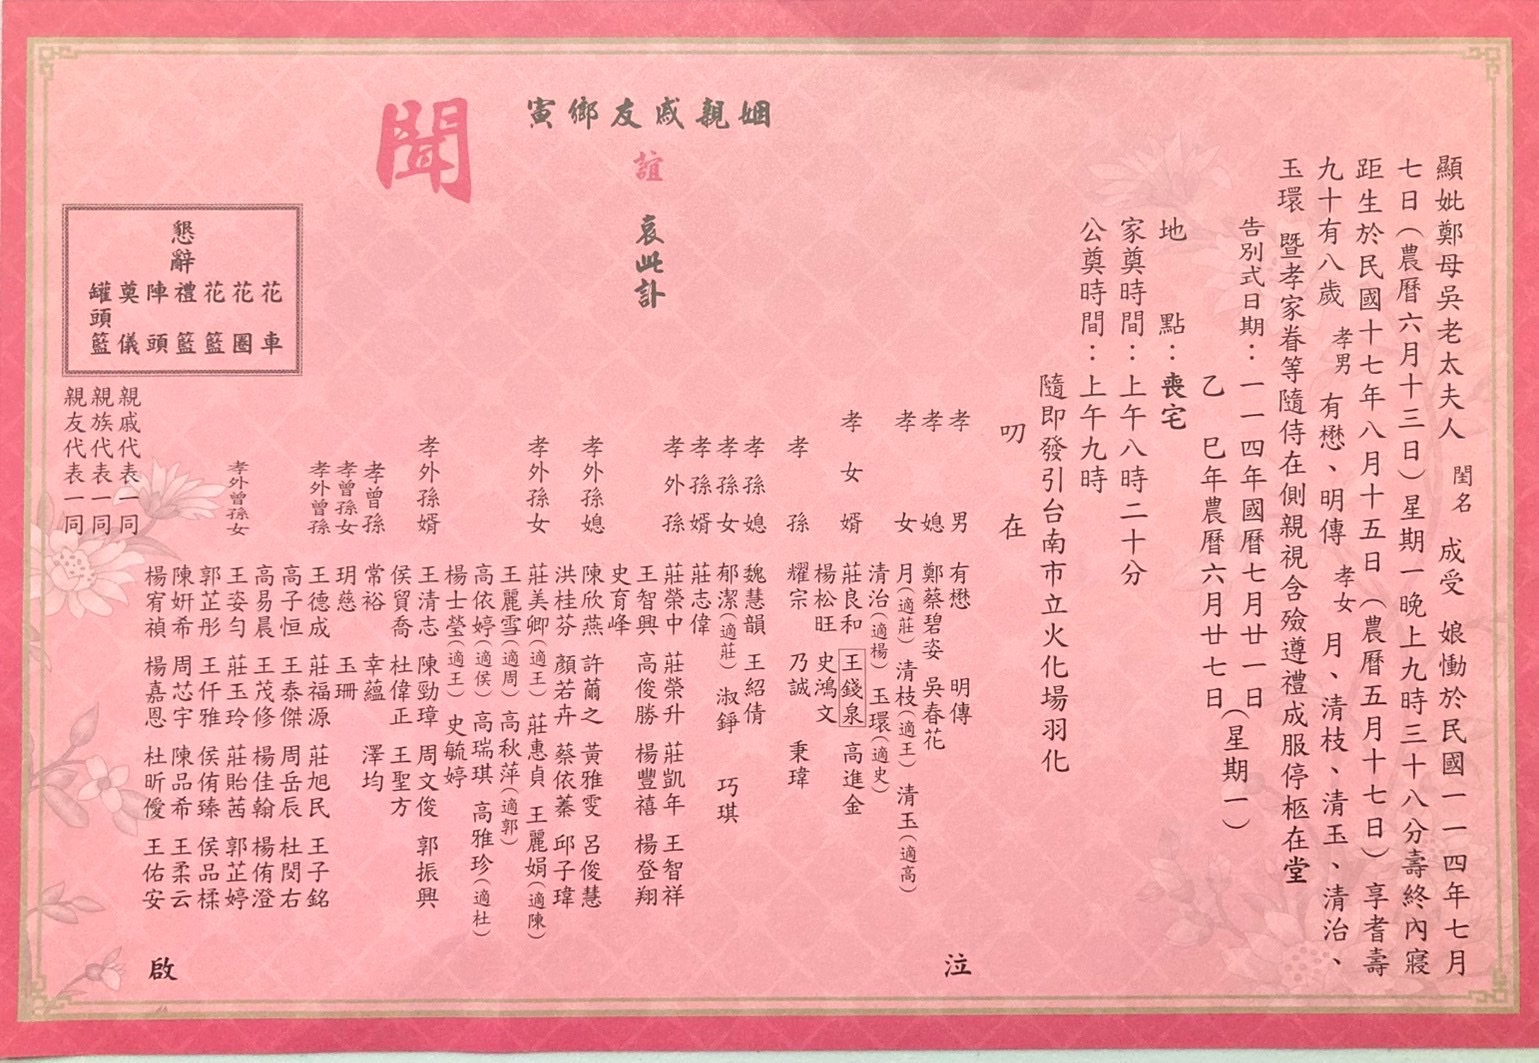 顯妣鄭母吳老太夫人 閨名 成受 娘慟於民國一一四年七月
七日(農曆六月十三日)星期一晚上九時三十八分壽終內寢
距生於民國十七年八月十五日(農曆五月十七日)享耆壽
九十有八歲 孝男 有懋、明傳 孝女 月、清枝、清玉、清治、
玉環 暨孝家眷等隨侍在側親視含殮遵禮成服停柩在堂
告別式日期:一一四年國曆七月廿一日
乙巳年農曆六月廿七日(星期一)
地點:喪宅
家奠時間:上午八時二十分
公奠時間:上午九時
隨即發引台南市立火化場羽化
叨在
姻親戚友鄉寅
誼
哀此訃
聞
孝男 有懋 明傳 泣
孝媳 鄭蔡碧姿 吳春花
孝女 月(適莊) 清枝(適王) 清玉(適高)
清治(適楊) 玉環(適史)
孝女婿 莊良和 王錢泉 高進金
楊松旺 史鴻文
孝孫 耀宗 乃誠 秉瑋
孝孫媳 魏慧韻 王紹倩
孝孫女 郁潔(適莊) 淑錚 巧琪
孝孫婿 莊志偉
孝外孫 莊榮中 莊榮升 莊凱年 王智祥
王智興 高俊勝 楊豐禧 楊登翔
史育峰
孝外孫媳 陳欣燕 許薾之 黃雅雯 呂俊慧
洪桂芬 顏若卉 蔡依蓁 邱子瑋
孝外孫女 莊美卿(適王) 莊惠貞 王麗娟(適陳)
王麗雪(適周) 高秋萍(適郭)
高依婷(適侯) 高瑞琪 高雅珍(適杜)
楊士瑩(適王) 史毓婷
孝外孫婿 王清志 陳勁璋 周文俊 郭振興
侯貿喬 杜偉正 王聖方
孝曾孫 常裕 幸蘊 澤均
孝曾孫女 玥慈 玉珊
孝外曾孫 王德成 莊福源 莊旭民 王子銘
高子恒 王泰傑 周岳辰 杜閔右
高易晨 王茂修 楊佳翰 楊侑澄
孝外曾孫女 王姿勻 莊玉玲 莊貽茜 郭芷婷
郭芷彤 王仟雅 侯侑臻 侯品楺
陳妍希 周芯宇 陳品希 王柔云
楊宥禎 楊嘉恩 杜昕僾 王佑安
親戚代表一同
親族代表一同
親友代表一同
啟
懇辭
花車
花圈
花籃
禮籃
陣頭
奠儀
罐頭籃